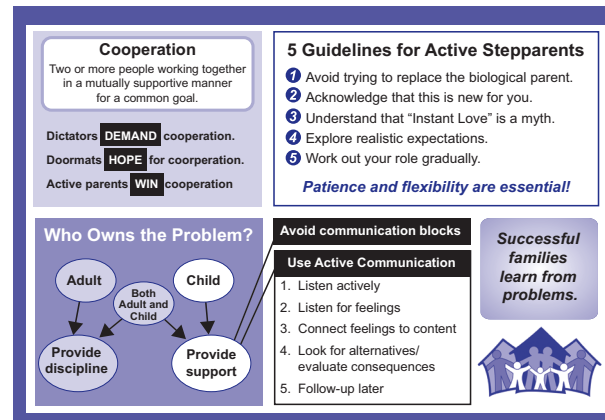 Cooperation
Two or more people working together
in a mutually supportive manner
for a common goal.
Dictators DEMAND cooperation.
Doormats HOPE for coorperation.
Active parents WIN cooperation
5 Guidelines for Active Stepparents
1 Avoid trying to replace the biological parent.
2 Acknowledge that this is new for you.
3 Understand that “Instant Love” is a myth.
4 Explore realistic expectations.
5 Work out your role gradually.
Patience and flexibility are essential!
Who Owns the Problem?
Adult
Child
Both
Adult and
Child
Provide
discipline
Provide
support
Avoid communication blocks
Use Active Communication
1. Listen actively
2. Listen for feelings
3. Connect feelings to content
4. Look for alternatives/
evaluate consequences
5. Follow-up later
Successful
families
learn from
problems.